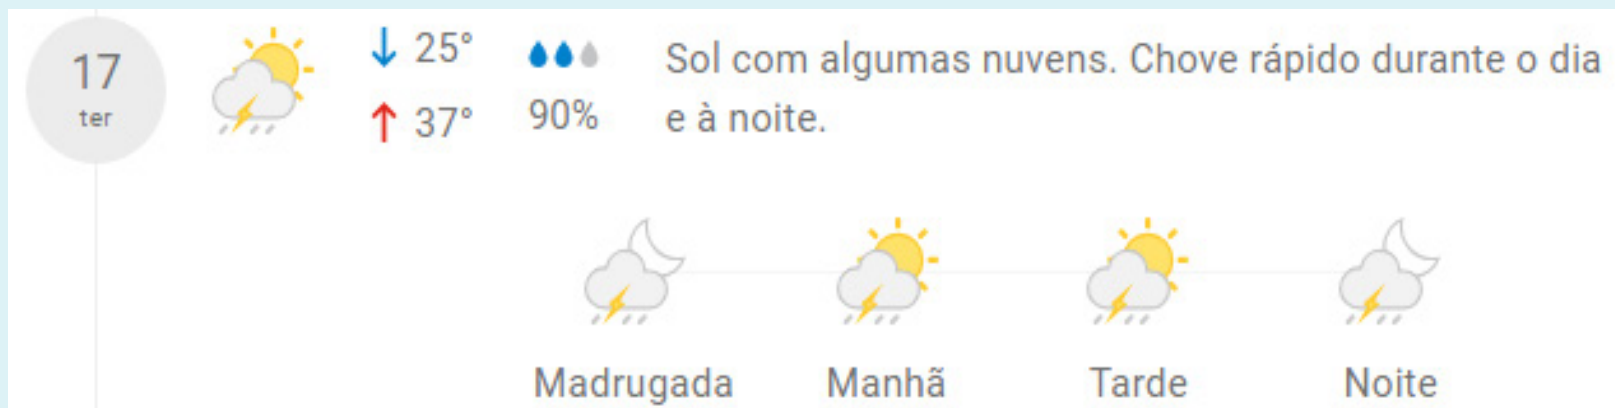 17
ter
25°
37°
90%
Sol com algumas nuvens. Chove rápido durante o dia
e à noite.
Madrugada Manhã Tarde Noite